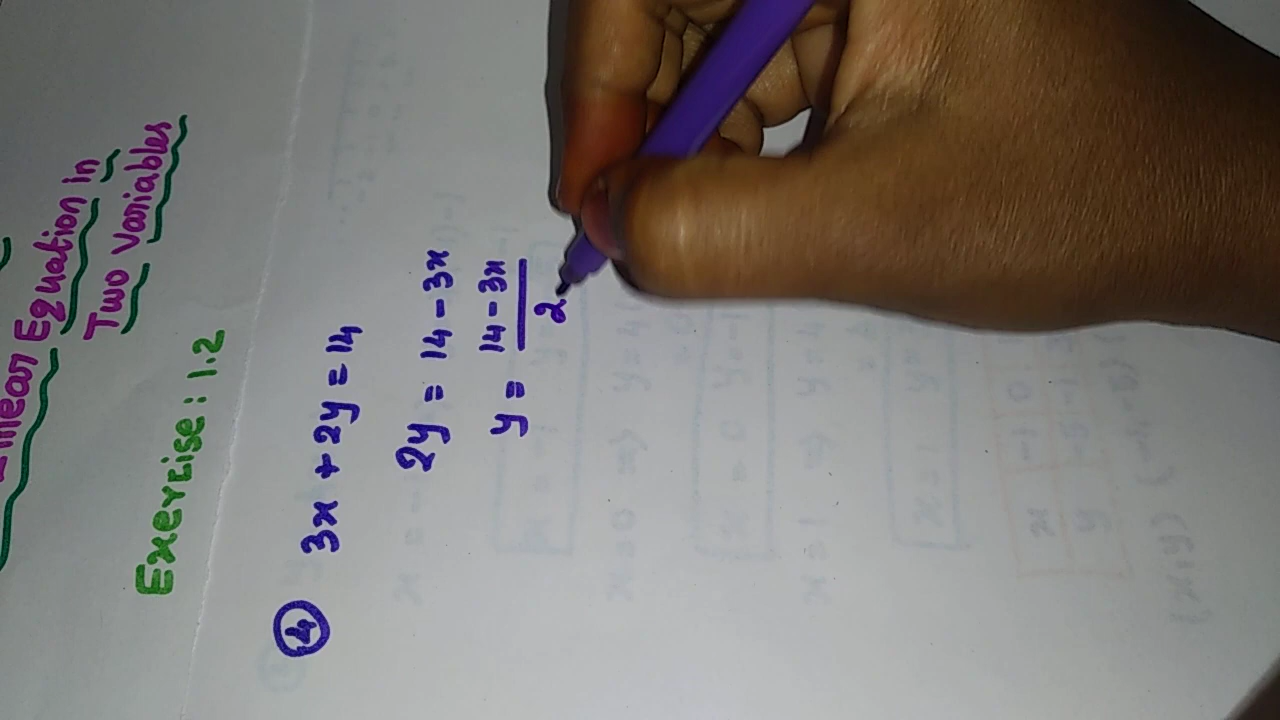 Linear Equation in
Two Variables
Exercise: 1.2
4 3x + 2y = 14
2y = 14 - 3x
y = 14 - 3x
2